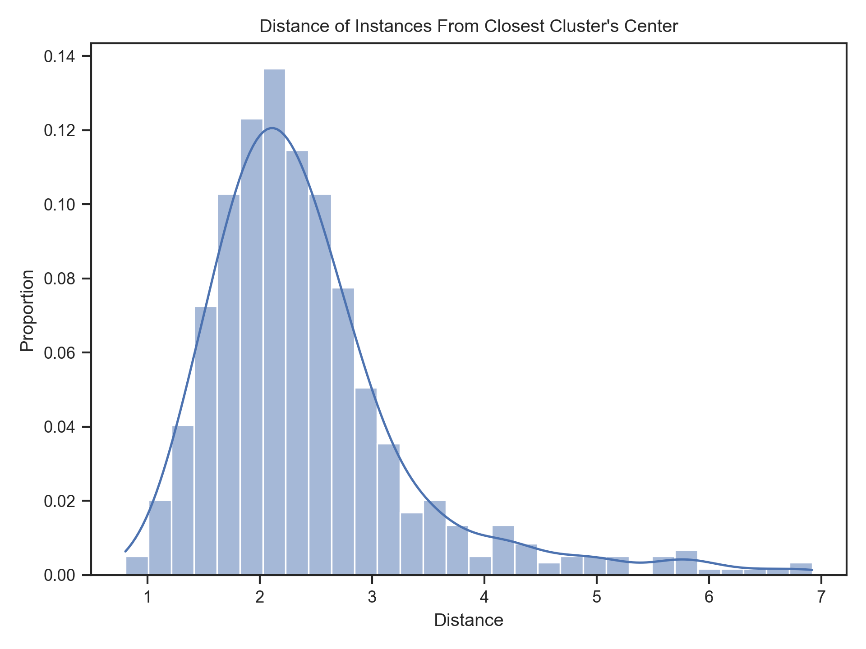 Distance of Instances From Closest Cluster's Center
0.14
0.12
0.10
0.08
0.06
0.04
0.02
0.00
Proportion
1 2 3 4 5 6 7
Distance